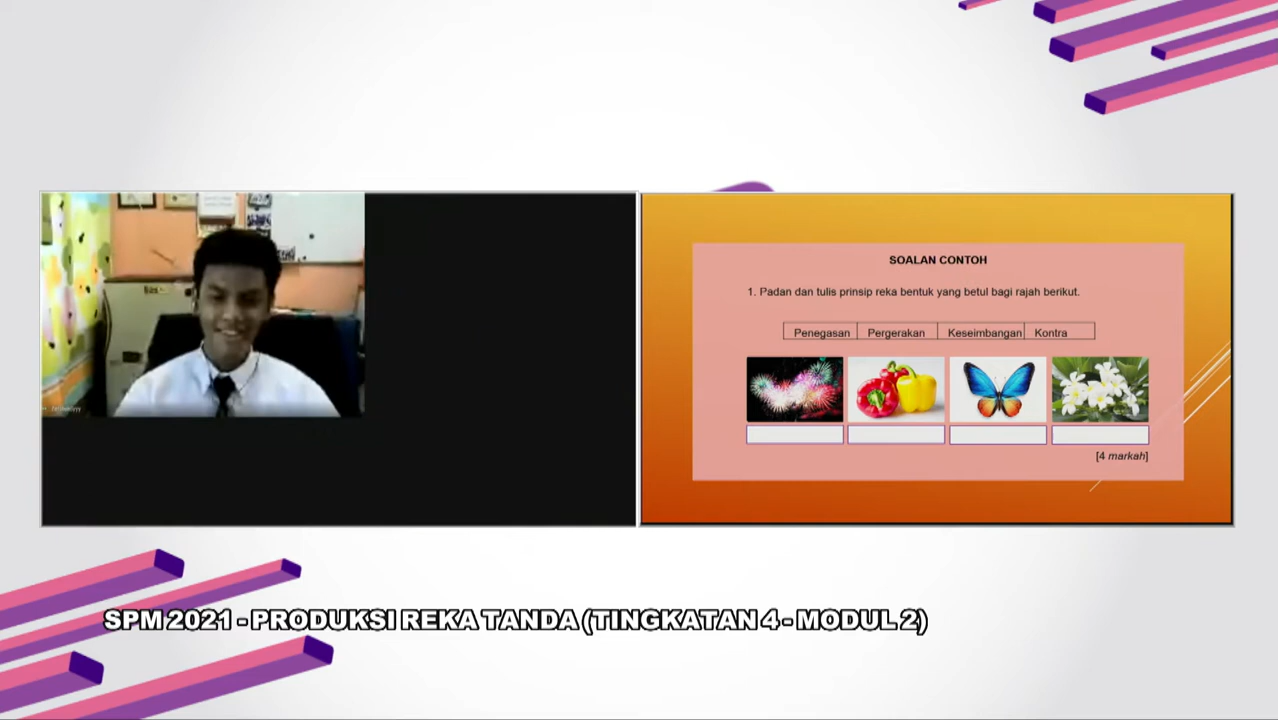 SOALAN CONTOH
1. Padan dan tulis prinsip reka bentuk yang betul bagi rajah berikut.
Penegasan Pergerakan Keseimbangan Kontra
[4 markah]
SPM 2021 - PRODUKSI REKA TANDA (TINGKATAN 4 - MODUL 2)